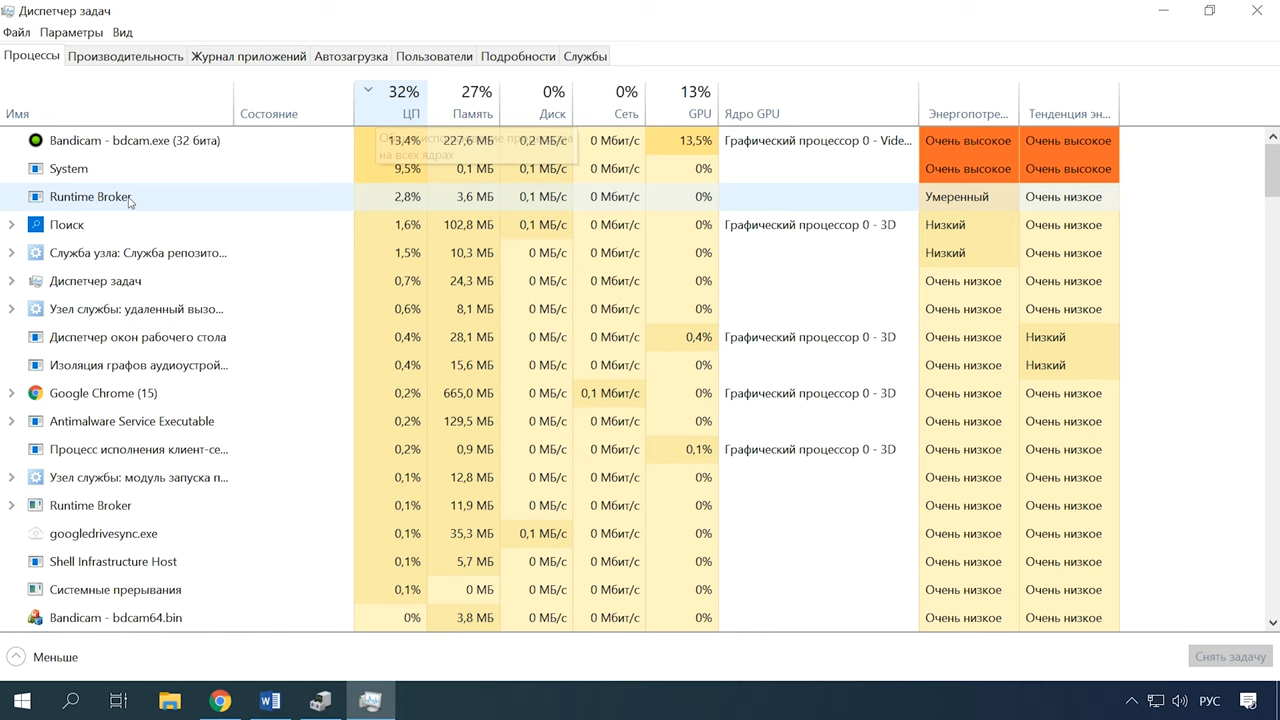 Диспетчер задач
Файл Параметры Вид
Процессы Производительность Журнал приложений Автозагрузка Пользователи Подробности Службы
32% 27% 0% 0% 13%
Имя Состояние ЦП Память Диск Сеть GPU Ядро GPU Энергопотре... Тенденция эн...
Bandicam - bdcam.exe (32 бита) 13,4% 227,6 МБ 0,2 МБ/с 0 Мбит/с 13,5% Графический процессор 0 - Vide... Очень высокое Очень высокое
на всех ядрах
System 9,5% 0,1 МБ 0,1 МБ/с 0 Мбит/с 0% Очень высокое Очень высокое
Runtime Broker 2,8% 3,6 МБ 0,1 МБ/с 0 Мбит/с 0% Умеренный Очень низкое
Поиск 1,6% 102,8 МБ 0,1 МБ/с 0 Мбит/с 0% Графический процессор 0 - 3D Низкий Очень низкое
Служба узла: Служба репозито... 1,5% 10,3 МБ 0 МБ/с 0 Мбит/с 0% Низкий Очень низкое
Диспетчер задач 0,7% 24,3 МБ 0 МБ/с 0 Мбит/с 0% Очень низкое Очень низкое
Узел службы: удаленный вызо... 0,6% 8,1 МБ 0 МБ/с 0 Мбит/с 0% Очень низкое Очень низкое
Диспетчер окон рабочего стола 0,4% 28,1 МБ 0 МБ/с 0 Мбит/с 0,4% Графический процессор 0 - 3D Очень низкое Низкий
Изоляция графов аудиоустрой... 0,4% 15,6 МБ 0 МБ/с 0 Мбит/с 0% Очень низкое Низкий
Google Chrome (15) 0,2% 665,0 МБ 0 МБ/с 0,1 Мбит/с 0% Графический процессор 0 - 3D Очень низкое Очень низкое
Antimalware Service Executable 0,2% 129,5 МБ 0 МБ/с 0 Мбит/с 0% Очень низкое Очень низкое
Процесс исполнения клиент-се... 0,2% 0,9 МБ 0 МБ/с 0 Мбит/с 0,1% Графический процессор 0 - 3D Очень низкое Очень низкое
Узел службы: модуль запуска п... 0,1% 12,8 МБ 0 МБ/с 0 Мбит/с 0% Очень низкое Очень низкое
Runtime Broker 0,1% 11,9 МБ 0 МБ/с 0 Мбит/с 0% Очень низкое Очень низкое
googledrivesync.exe 0,1% 35,3 МБ 0,1 МБ/с 0 Мбит/с 0% Очень низкое Очень низкое
Shell Infrastructure Host 0,1% 5,7 МБ 0 МБ/с 0 Мбит/с 0% Очень низкое Очень низкое
Системные прерывания 0,1% 0 МБ 0 МБ/с 0 Мбит/с 0% Очень низкое Очень низкое
Bandicam - bdcam64.bin 0% 3,8 МБ 0 МБ/с 0 Мбит/с 0% Очень низкое Очень низкое
Меньше Снять задачу
РУС